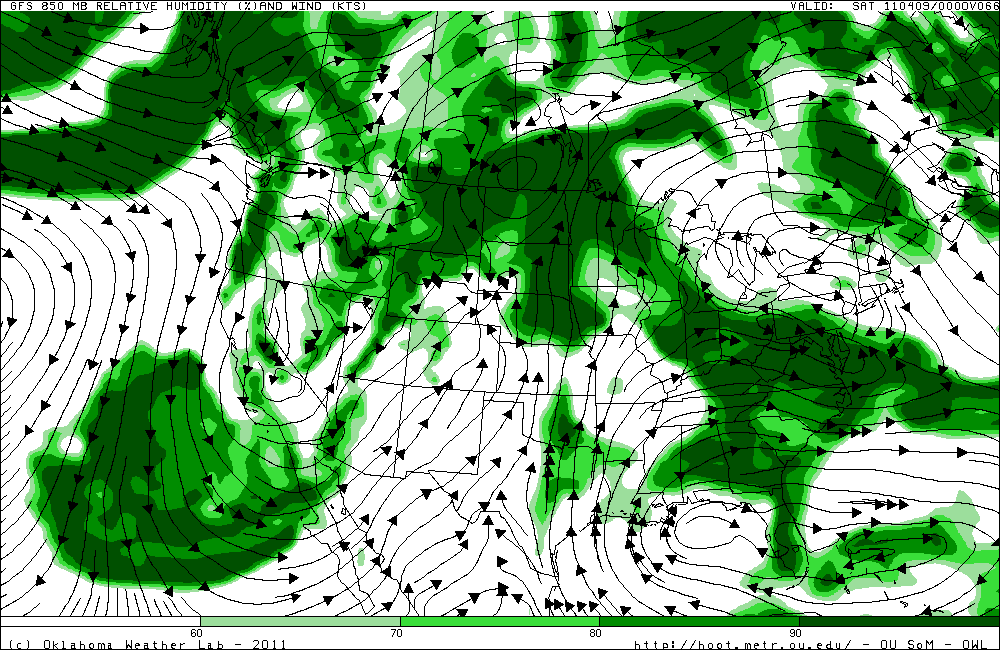 GFS 850 MB RELATIVE HUMIDITY (%)AND WIND (KTS) VALID: SAT 110409/0000V066
60 70 80 90
(c) Oklahoma Weather Lab - 2011 http://hoot.metr.ou.edu/ - OU SoM - OWL